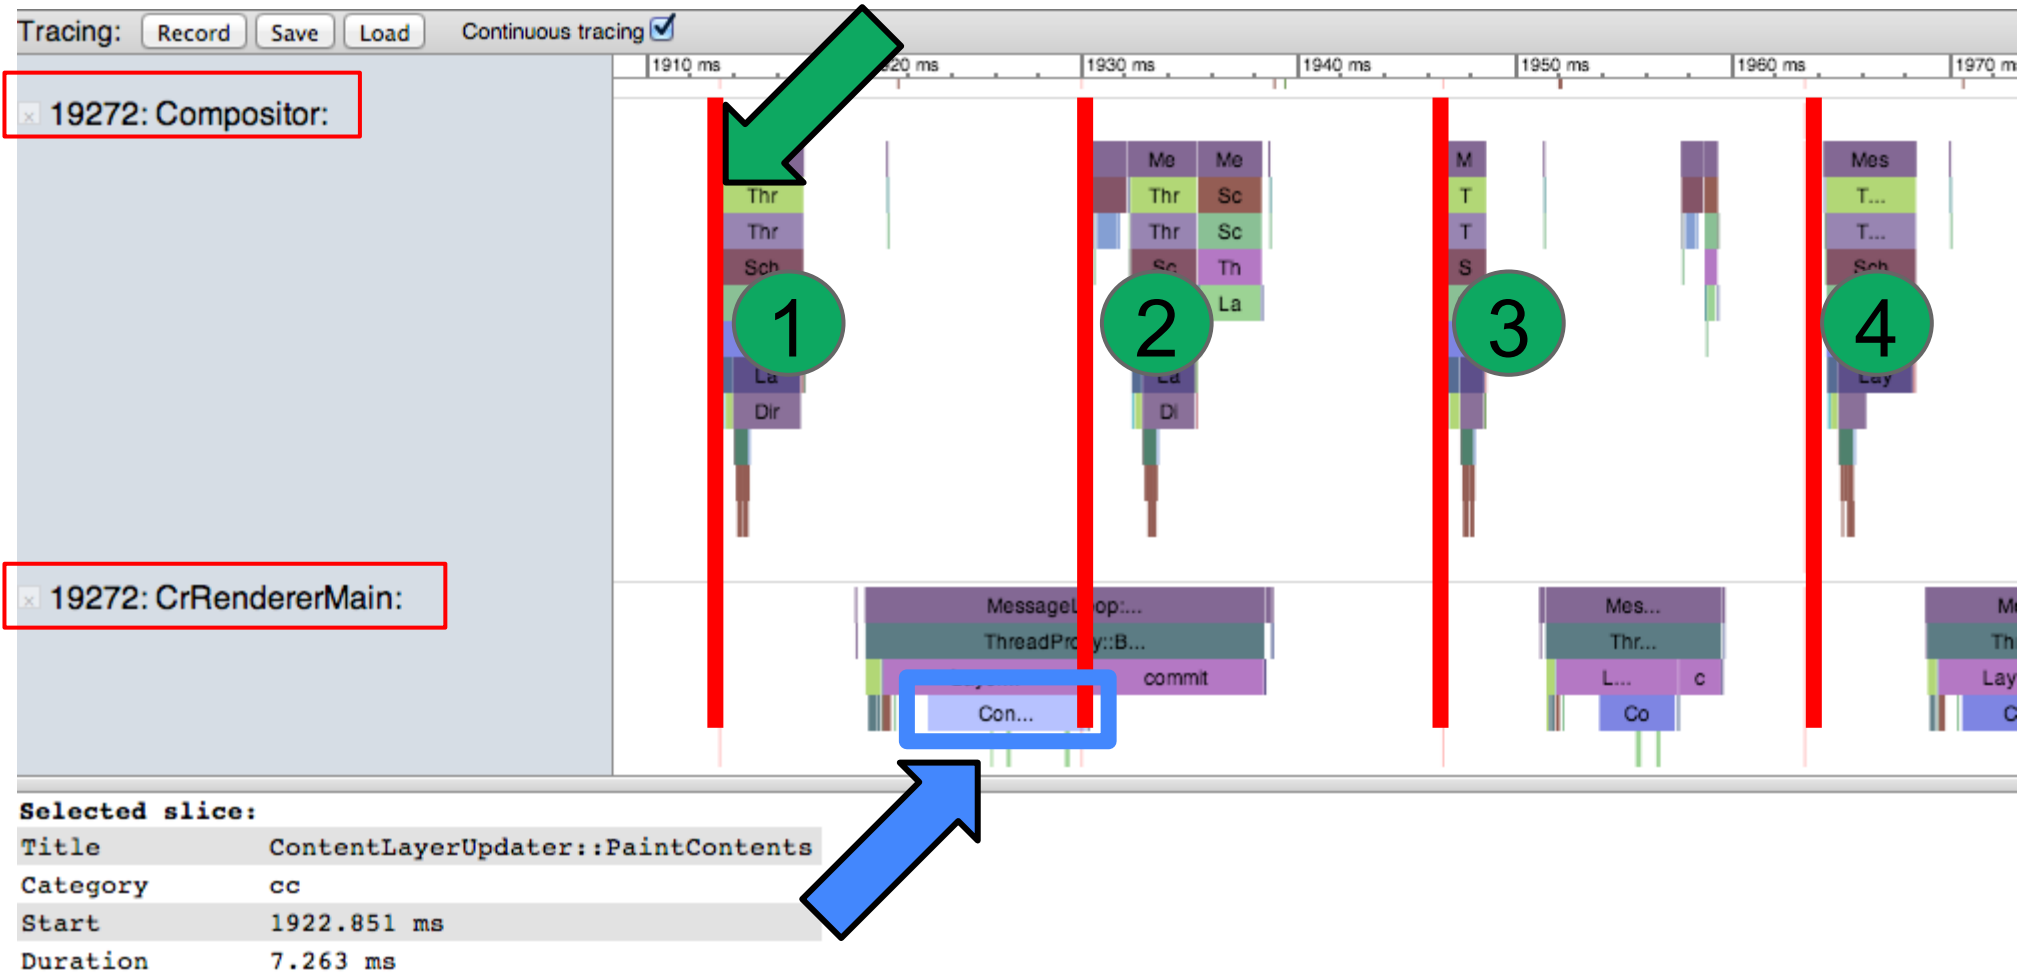 Tracing: Record Save Load Continuous tracing
1910 ms 20 ms 1930 ms 1940 ms 1950 ms 1960 ms 1970 m
19272: Compositor:
Me Me M Mes
Thr Thr Sc T T...
Thr Thr Sc T T...
Sch Sc Th S Sch
La
1 2 3 4
La La Lay
Dir Di
19272: CrRendererMain:
MessageLoop:... Mes... Me
ThreadProxy::B... Thr... Th
commit L... c Lay
Con... Co C
Selected slice:
Title ContentLayerUpdater::PaintContents
Category cc
Start 1922.851 ms
Duration 7.263 ms